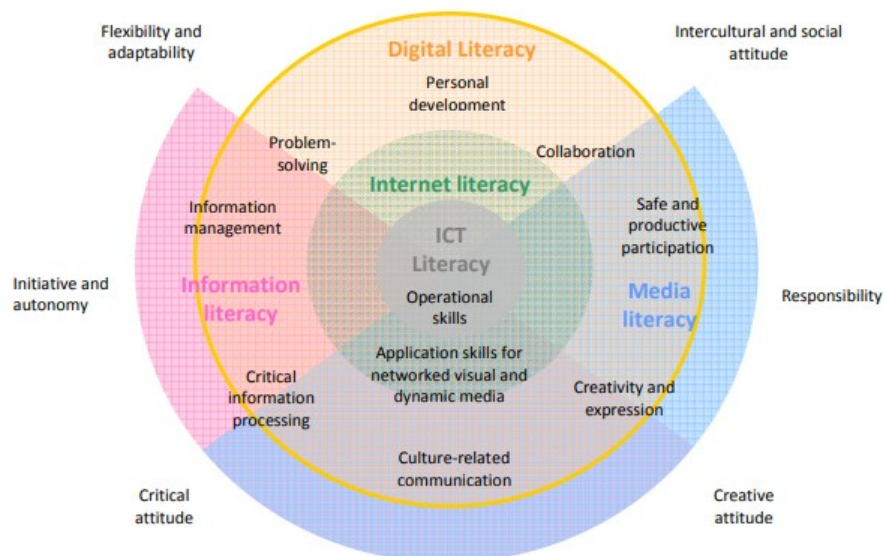 Flexibility and
adaptability
Intercultural and social
attitude
Digital Literacy
Personal
development
Problem-
solving
Collaboration
Internet literacy
Information
management
Safe and
productive
participation
ICT
Literacy
Initiative and
autonomy
Information
literacy
Operational
skills
Media
literacy
Responsibility
Application skills for
networked visual and
dynamic media
Critical
information
processing
Creativity and
expression
Culture-related
communication
Critical
attitude
Creative
attitude